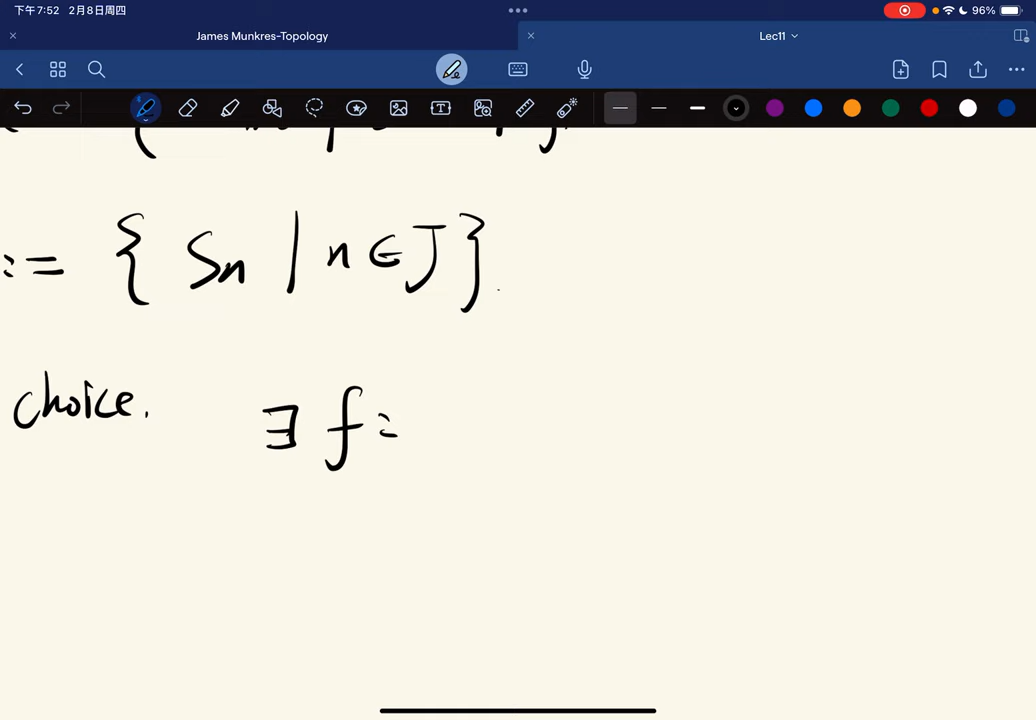 下午7:52 2月8日周四
96%
James Munkres-Topology
Lec11
:= { Sn | n ∈ J }.
choice. ∃ f :